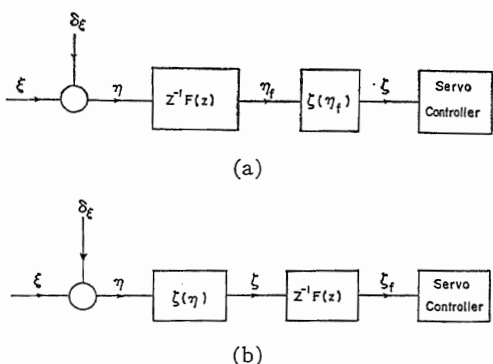 δξ
ξ η Z⁻¹F(z) ηf ζ(ηf) ζ Servo Controller
(a)
δξ
ξ η ζ(η) ζ Z⁻¹F(z) ζf Servo Controller
(b)